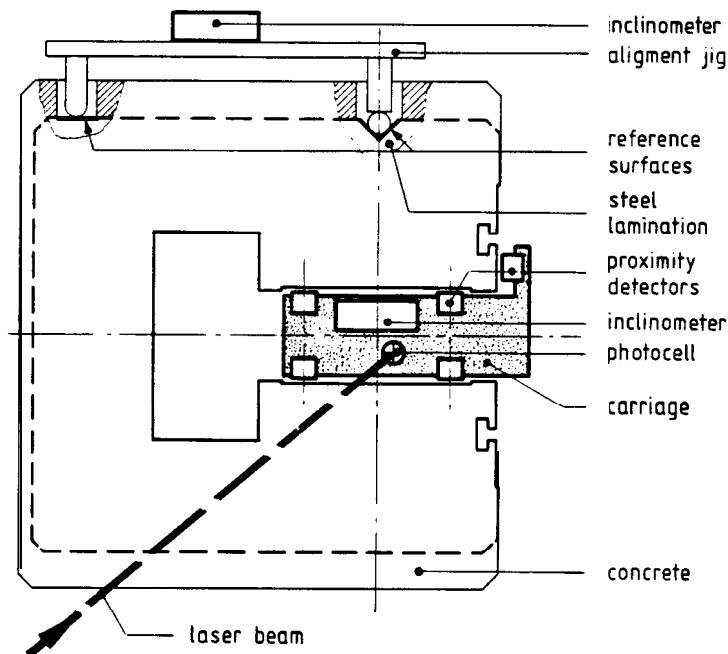 inclinometer
aligment jig
reference
surfaces
steel
lamination
proximity
detectors
inclinometer
photocell
carriage
concrete
laser beam